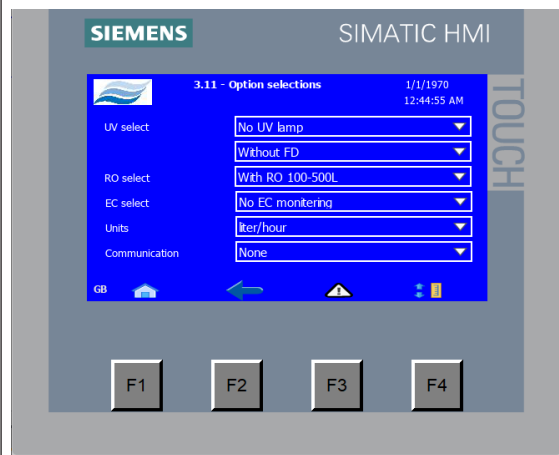 SIEMENS
SIMATIC HMI
TOUCH
3.11 - Option selections
1/1/1970
12:44:55 AM
UV select
No UV lamp
Without FD
RO select
With RO 100-500L
EC select
No EC monitering
Units
liter/hour
Communication
None
GB
F1
F2
F3
F4